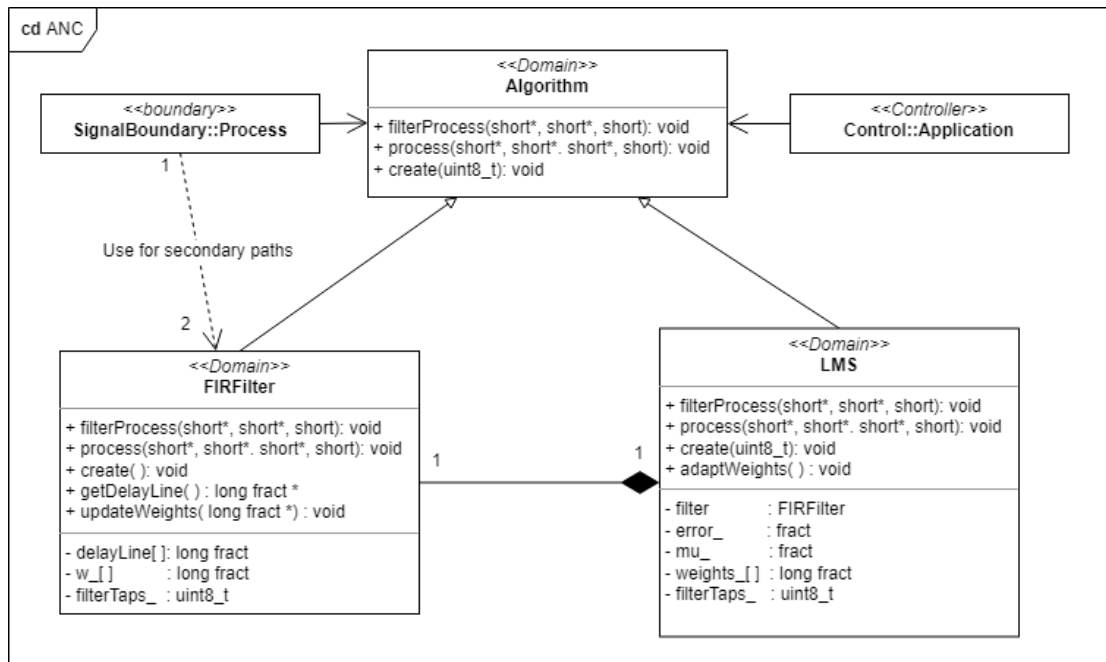 cd ANC
<<Domain>>
Algorithm
+ filterProcess(short*, short*, short): void
+ process(short*, short*. short*, short): void
+ create(uint8_t): void
<<boundary>>
SignalBoundary::Process
<<Controller>>
Control::Application
1
Use for secondary paths
2
<<Domain>>
FIRFilter
+ filterProcess(short*, short*, short): void
+ process(short*, short*. short*, short): void
+ create( ): void
+ getDelayLine( ) : long fract *
+ updateWeights( long fract *) : void
- delayLine[ ]: long fract
- w_[ ] : long fract
- filterTaps_ : uint8_t
1
1
<<Domain>>
LMS
+ filterProcess(short*, short*, short): void
+ process(short*, short*. short*, short): void
+ create(uint8_t): void
+ adaptWeights( ) : void
- filter : FIRFilter
- error_ : fract
- mu_ : fract
- weights_[ ] : long fract
- filterTaps_ : uint8_t